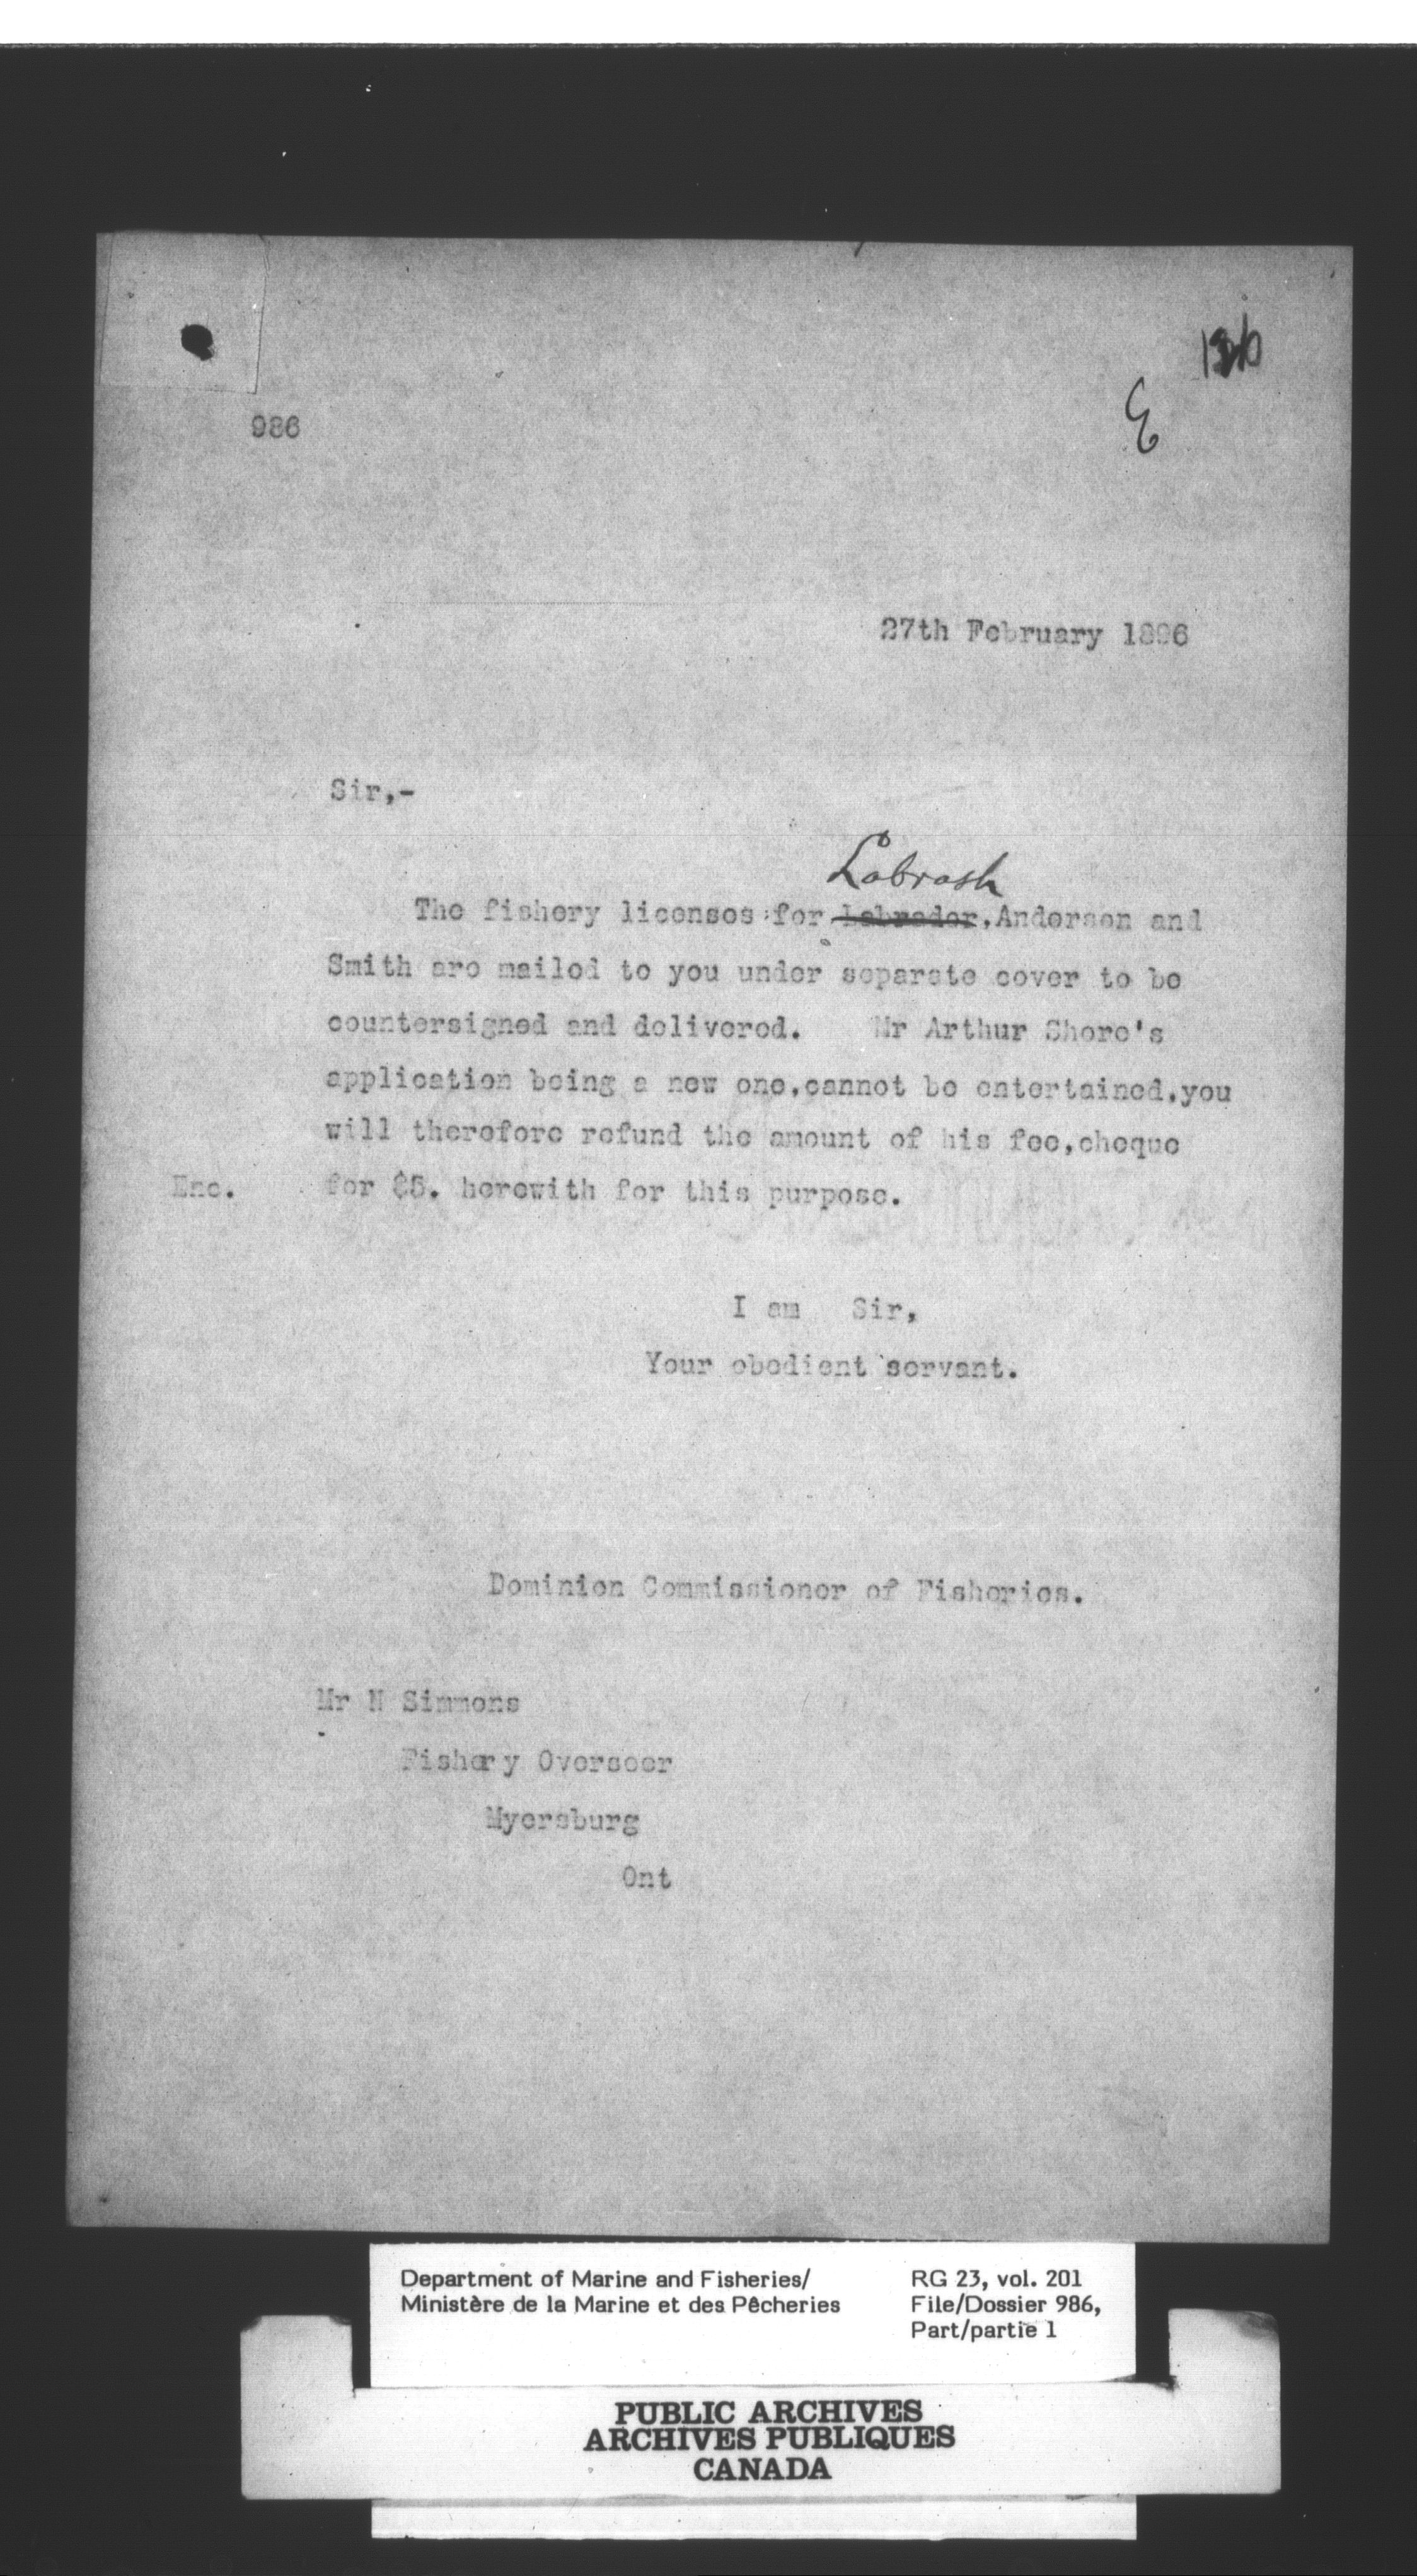 986
27th February 1896
Sir,-
Labrash
The fishery licenses for Labrador,Anderson and
Smith are mailed to you under separate cover to be
countersigned and delivered. Mr Arthur Shore's
application being a new one,cannot be entertained,you
will therefore refund the amount of his fee,cheque
Enc. for $5. herewith for this purpose.
I am Sir,
Your obedient servant.
Dominion Commissioner of Fisheries.
Mr N Simmons
Fishery Overseer
Myersburg
Ont
Department of Marine and Fisheries/ RG 23, vol. 201
Ministère de la Marine et des Pêcheries File/Dossier 986,
Part/partie 1
PUBLIC ARCHIVES
ARCHIVES PUBLIQUES
CANADA